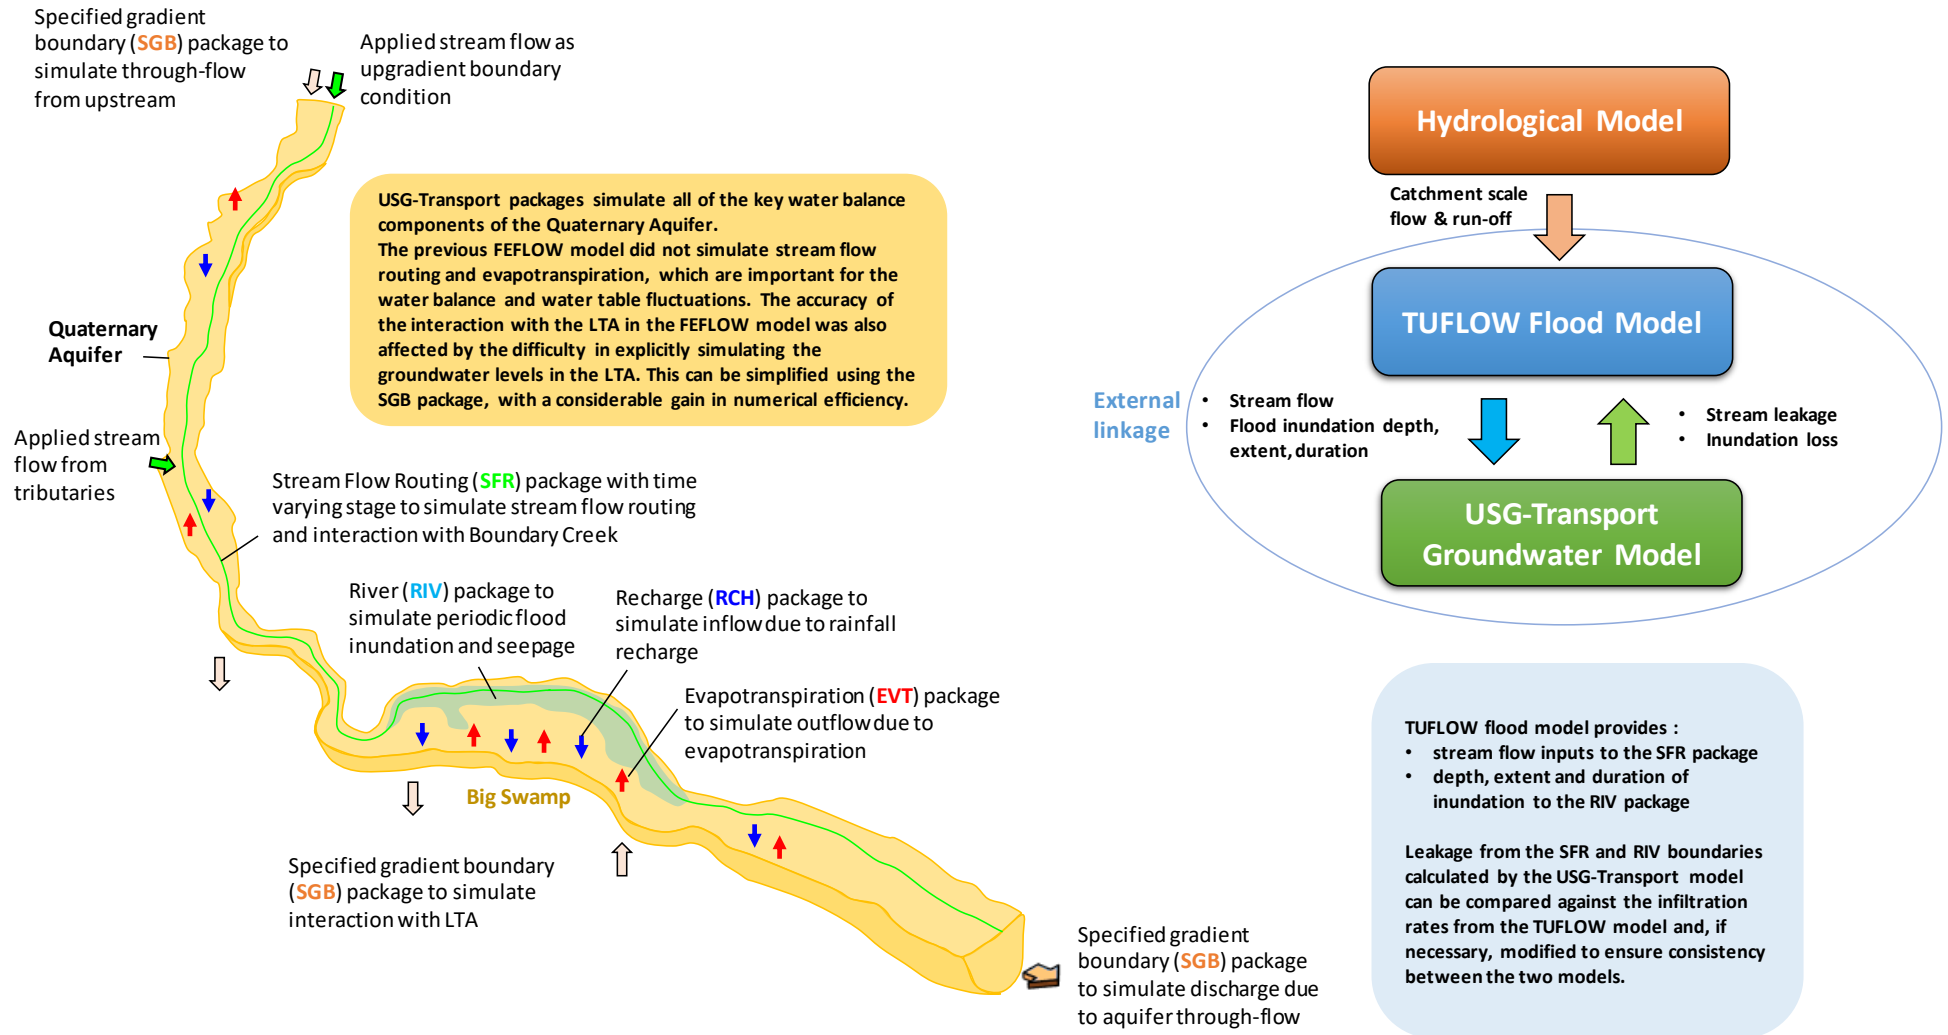 Specified gradient
boundary (SGB) package to
simulate through-flow
from upstream
Applied stream flow as
upgradient boundary
condition
USG-Transport packages simulate all of the key water balance
components of the Quaternary Aquifer.
The previous FEFLOW model did not simulate stream flow
routing and evapotranspiration, which are important for the
water balance and water table fluctuations. The accuracy of
the interaction with the LTA in the FEFLOW model was also
affected by the difficulty in explicitly simulating the
groundwater levels in the LTA. This can be simplified using the
SGB package, with a considerable gain in numerical efficiency.
Quaternary
Aquifer
Applied stream
flow from
tributaries
Stream Flow Routing (SFR) package with time
varying stage to simulate stream flow routing
and interaction with Boundary Creek
River (RIV) package to
simulate periodic flood
inundation and seepage
Recharge (RCH) package to
simulate inflow due to rainfall
recharge
Evapotranspiration (EVT) package
to simulate outflow due to
evapotranspiration
Big Swamp
Specified gradient boundary
(SGB) package to simulate
interaction with LTA
Specified gradient
boundary (SGB) package
to simulate discharge due
to aquifer through-flow
Hydrological Model
Catchment scale
flow & run-off
TUFLOW Flood Model
External
linkage
• Stream flow
• Flood inundation depth,
extent, duration
• Stream leakage
• Inundation loss
USG-Transport
Groundwater Model
TUFLOW flood model provides :
• stream flow inputs to the SFR package
• depth, extent and duration of
inundation to the RIV package
Leakage from the SFR and RIV boundaries
calculated by the USG-Transport model
can be compared against the infiltration
rates from the TUFLOW model and, if
necessary, modified to ensure consistency
between the two models.